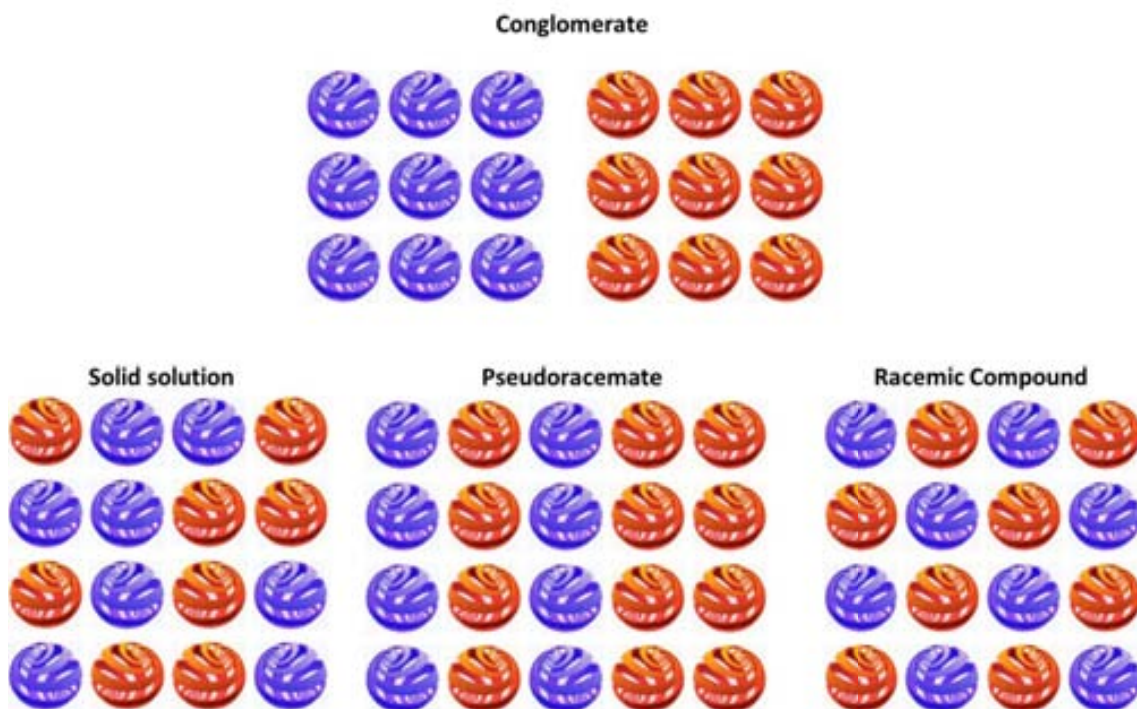 Conglomerate
Solid solution
Pseudoracemate
Racemic Compound